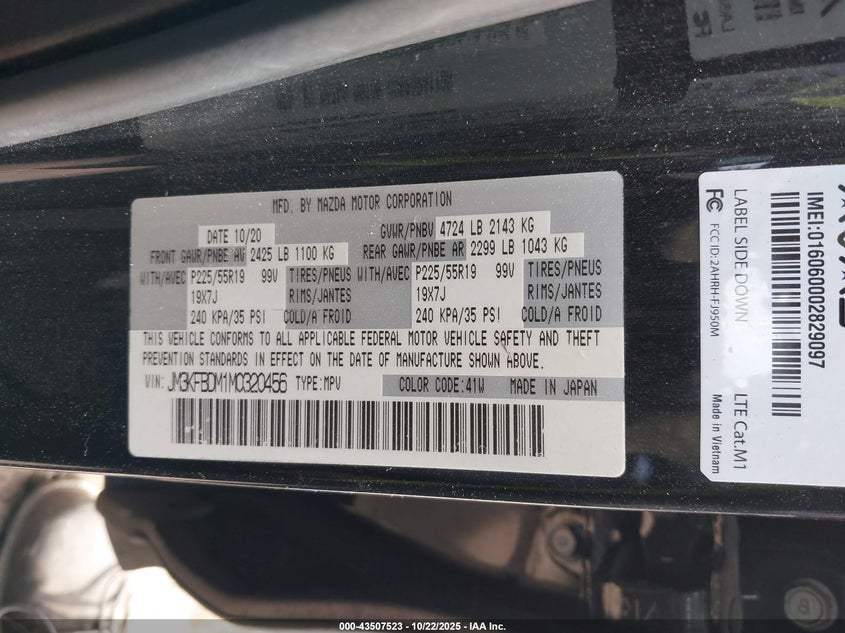 MFD. BY MAZDA MOTOR CORPORATION
DATE 10/20
GVWR/PNBV 4724 LB 2143 KG
FRONT GAWR/PNBE AV 2425 LB 1100 KG
REAR GAWR/PNBE AR 2299 LB 1043 KG
WITH/AVEC P225/55R19 99V TIRES/PNEUS WITH/AVEC P225/55R19 99V TIRES/PNEUS
19X7J RIMS/JANTES 19X7J RIMS/JANTES
240 KPA/35 PSI COLD/A FROID 240 KPA/35 PSI COLD/A FROID
THIS VEHICLE CONFORMS TO ALL APPLICABLE FEDERAL MOTOR VEHICLE SAFETY AND THEFT
PREVENTION STANDARDS IN EFFECT ON THE DATE OF MANUFACTURE SHOWN ABOVE.
VIN: JM3KFBDM1M0320456 TYPE:MPV COLOR CODE:41W MADE IN JAPAN
IMEI:016060002829097
FCC ID:2AHRH-FJ950M
LABEL SIDE DOWN
LTE Cat.M1
Made in Vietnam
000-43507523 - 10/22/2025 - IAA Inc.